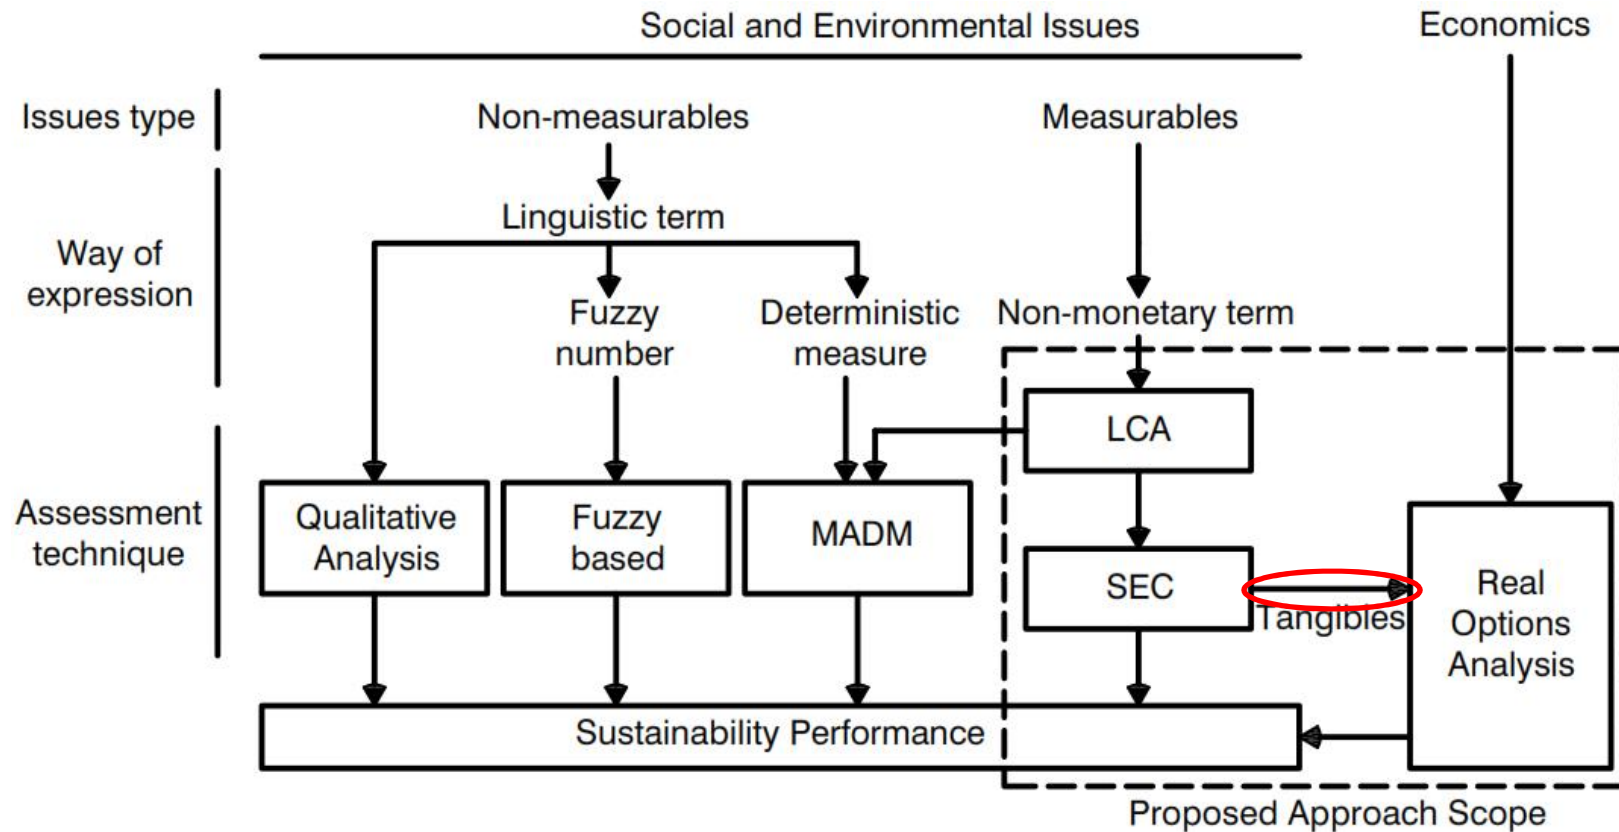 Social and Environmental Issues
Economics
Issues type
Non-measurables
Measurables
Linguistic term
Way of
expression
Fuzzy
number
Deterministic
measure
Non-monetary term
LCA
Assessment
technique
Qualitative
Analysis
Fuzzy
based
MADM
SEC
Tangibles
Real
Options
Analysis
Sustainability Performance
Proposed Approach Scope